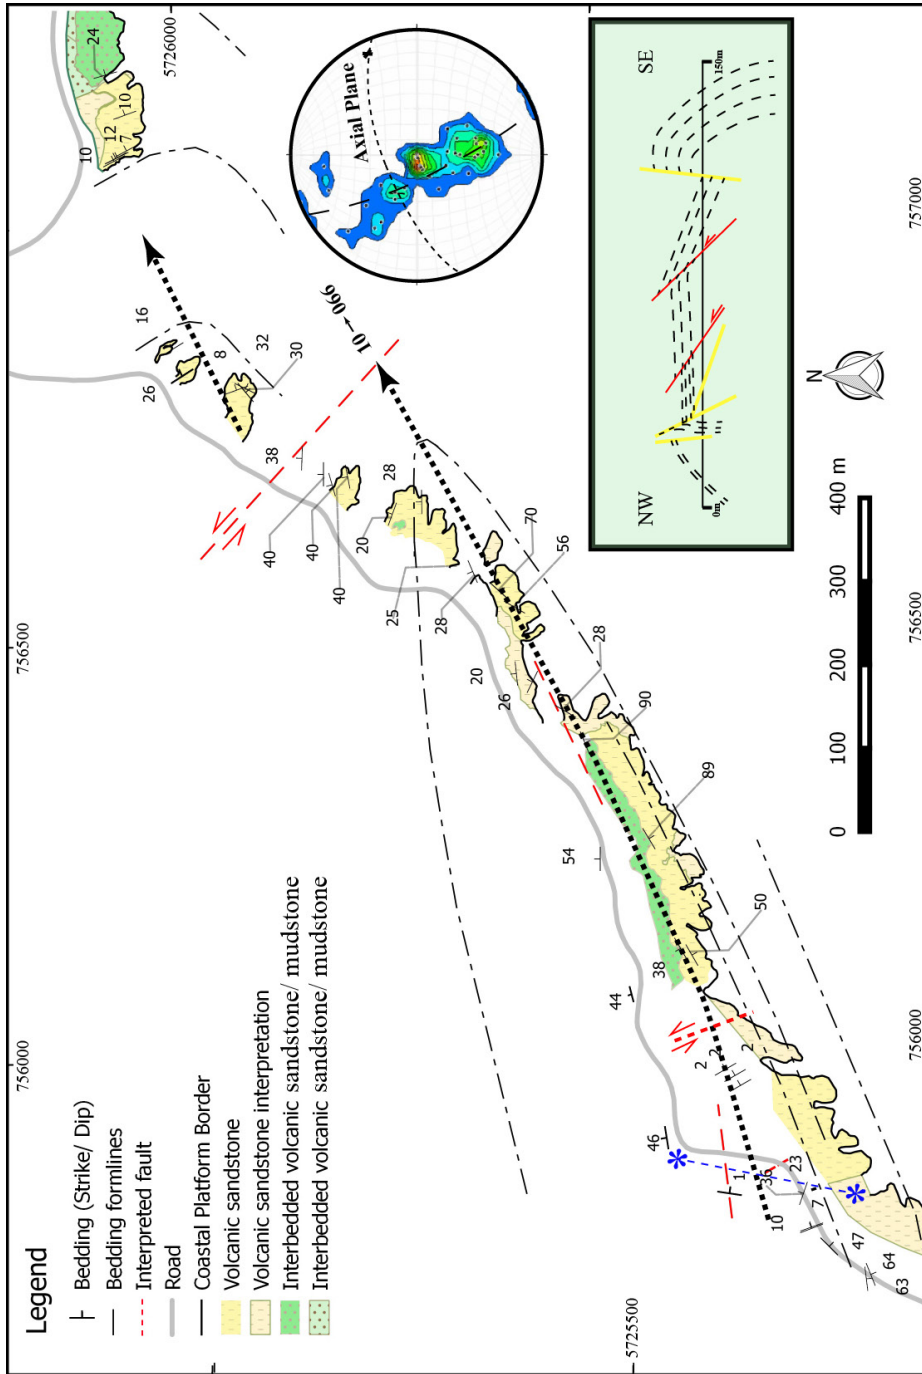 Legend
Bedding (Strike/ Dip)
Bedding formlines
Interpreted fault
Road
Coastal Platform Border
Volcanic sandstone
Volcanic sandstone interpretation
Interbedded volcanic sandstone/ mudstone
Interbedded volcanic sandstone/ mudstone
756000
756500
5726000
5725500
756000
756500
757000
24
10
12
7
10
16
26
8
32
30
10 → 066
38
40
40
40
28
20
25
28
70
56
20
26
28
90
89
54
50
38
44
2
2
2
46
1
36
23
10
7
47
64
63
Axial Plane
NW
SE
0m
150m
N
0 100 200 300 400 m